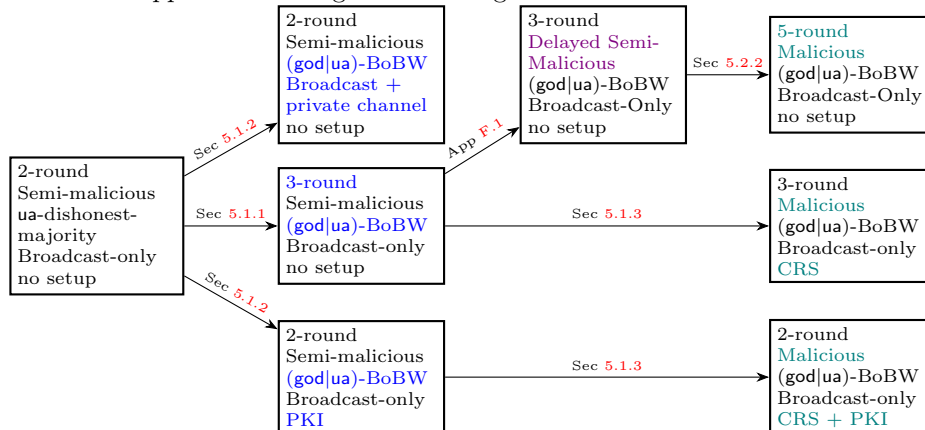 2-round
Semi-malicious
(god|ua)-BoBW
Broadcast +
private channel
no setup
3-round
Delayed Semi-
Malicious
(god|ua)-BoBW
Broadcast-Only
no setup
Sec 5.2.2
5-round
Malicious
(god|ua)-BoBW
Broadcast-Only
no setup
Sec 5.1.2
App F.1
2-round
Semi-malicious
ua-dishonest-
majority
Broadcast-only
no setup
Sec 5.1.1
3-round
Semi-malicious
(god|ua)-BoBW
Broadcast-only
no setup
Sec 5.1.3
3-round
Malicious
(god|ua)-BoBW
Broadcast-only
CRS
Sec 5.1.2
2-round
Semi-malicious
(god|ua)-BoBW
Broadcast-only
PKI
Sec 5.1.3
2-round
Malicious
(god|ua)-BoBW
Broadcast-only
CRS + PKI